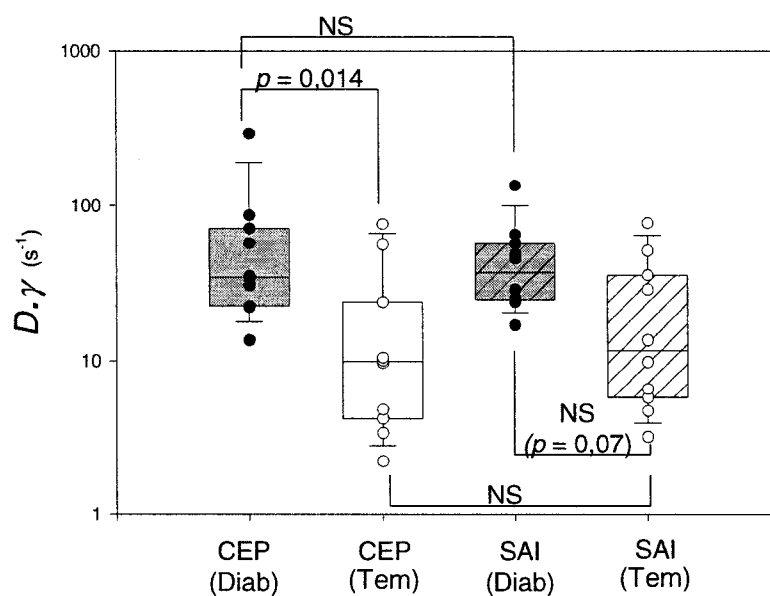 NS
1000
p = 0,014
100
D.γ (s-1)
10
NS
(p = 0,07)
NS
1
CEP
(Diab)
CEP
(Tem)
SAI
(Diab)
SAI
(Tem)